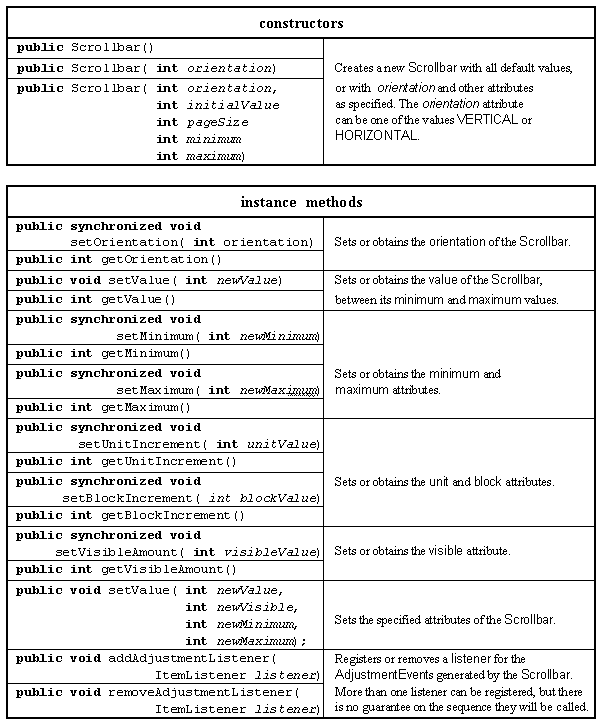 constructors
public Scrollbar()
public Scrollbar( int orientation)
public Scrollbar( int orientation,
int initialValue
int pageSize
int minimum
int maximum)
Creates a new Scrollbar with all default values,
or with orientation and other attributes
as specified. The orientation attribute
can be one of the values VERTICAL or
HORIZONTAL.
instance methods
public synchronized void
setOrientation( int orientation)
public int getOrientation()
Sets or obtains the orientation of the Scrollbar.
public void setValue( int newValue)
public int getValue()
Sets or obtains the value of the Scrollbar,
between its minimum and maximum values.
public synchronized void
setMinimum( int newMinimum)
public int getMinimum()
public synchronized void
setMaximum( int newMaximum)
public int getMaximum()
Sets or obtains the minimum and
maximum attributes.
public synchronized void
setUnitIncrement( int unitValue)
public int getUnitIncrement()
public synchronized void
setBlockIncrement( int blockValue)
public int getBlockIncrement()
Sets or obtains the unit and block attributes.
public synchronized void
setVisibleAmount( int visibleValue)
public int getVisibleAmount()
Sets or obtains the visible attribute.
public void setValue( int newValue,
int newVisible,
int newMinimum,
int newMaximum);
Sets the specified attributes of the Scrollbar.
public void addAdjustmentListener(
ItemListener listener)
public void removeAdjustmentListener(
ItemListener listener)
Registers or removes a listener for the
AdjustmentEvents generated by the Scrollbar.
More than one listener can be registered, but there
is no guarantee on the sequence they will be called.